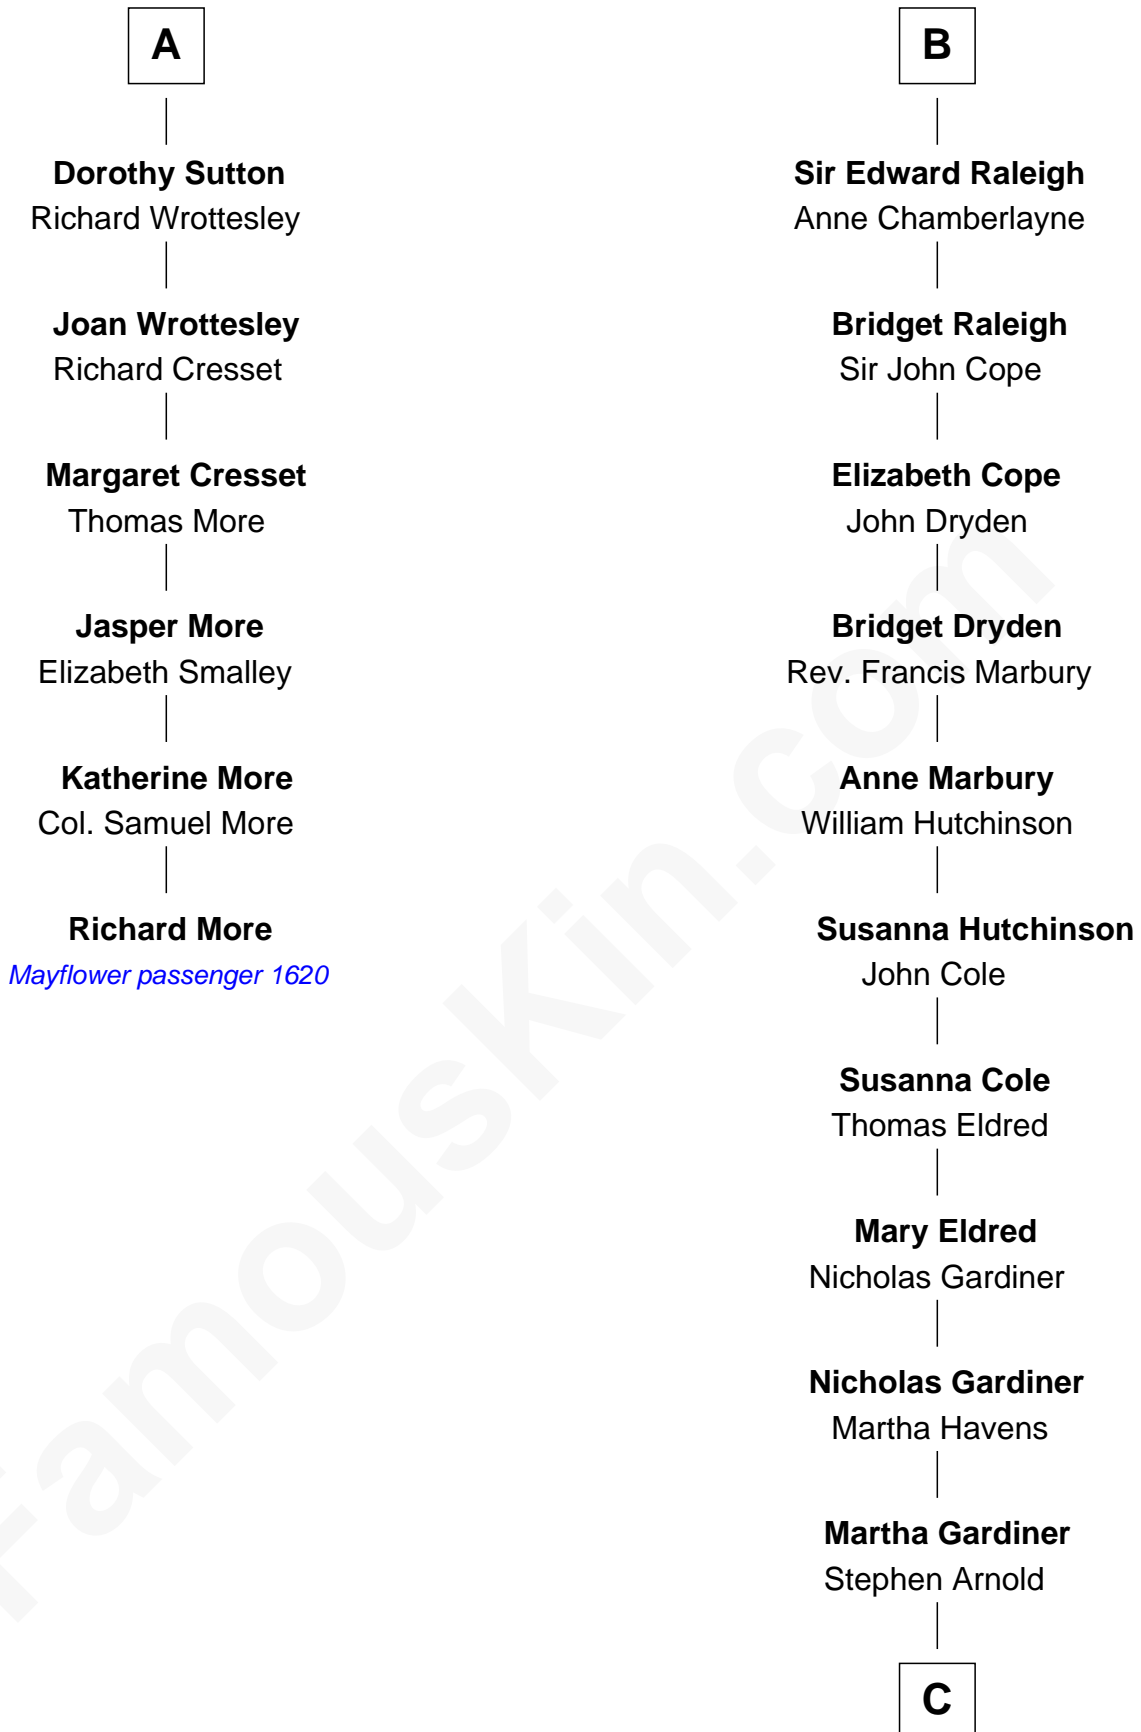 A
Dorothy Sutton
Richard Wrottesley
Joan Wrottesley
Richard Cresset
Margaret Cresset
Thomas More
Jasper More
Elizabeth Smalley
Katherine More
Col. Samuel More
Richard More
Mayflower passenger 1620
B
Sir Edward Raleigh
Anne Chamberlayne
Bridget Raleigh
Sir John Cope
Elizabeth Cope
John Dryden
Bridget Dryden
Rev. Francis Marbury
Anne Marbury
William Hutchinson
Susanna Hutchinson
John Cole
Susanna Cole
Thomas Eldred
Mary Eldred
Nicholas Gardiner
Nicholas Gardiner
Martha Havens
Martha Gardiner
Stephen Arnold
C
FamousKin.com